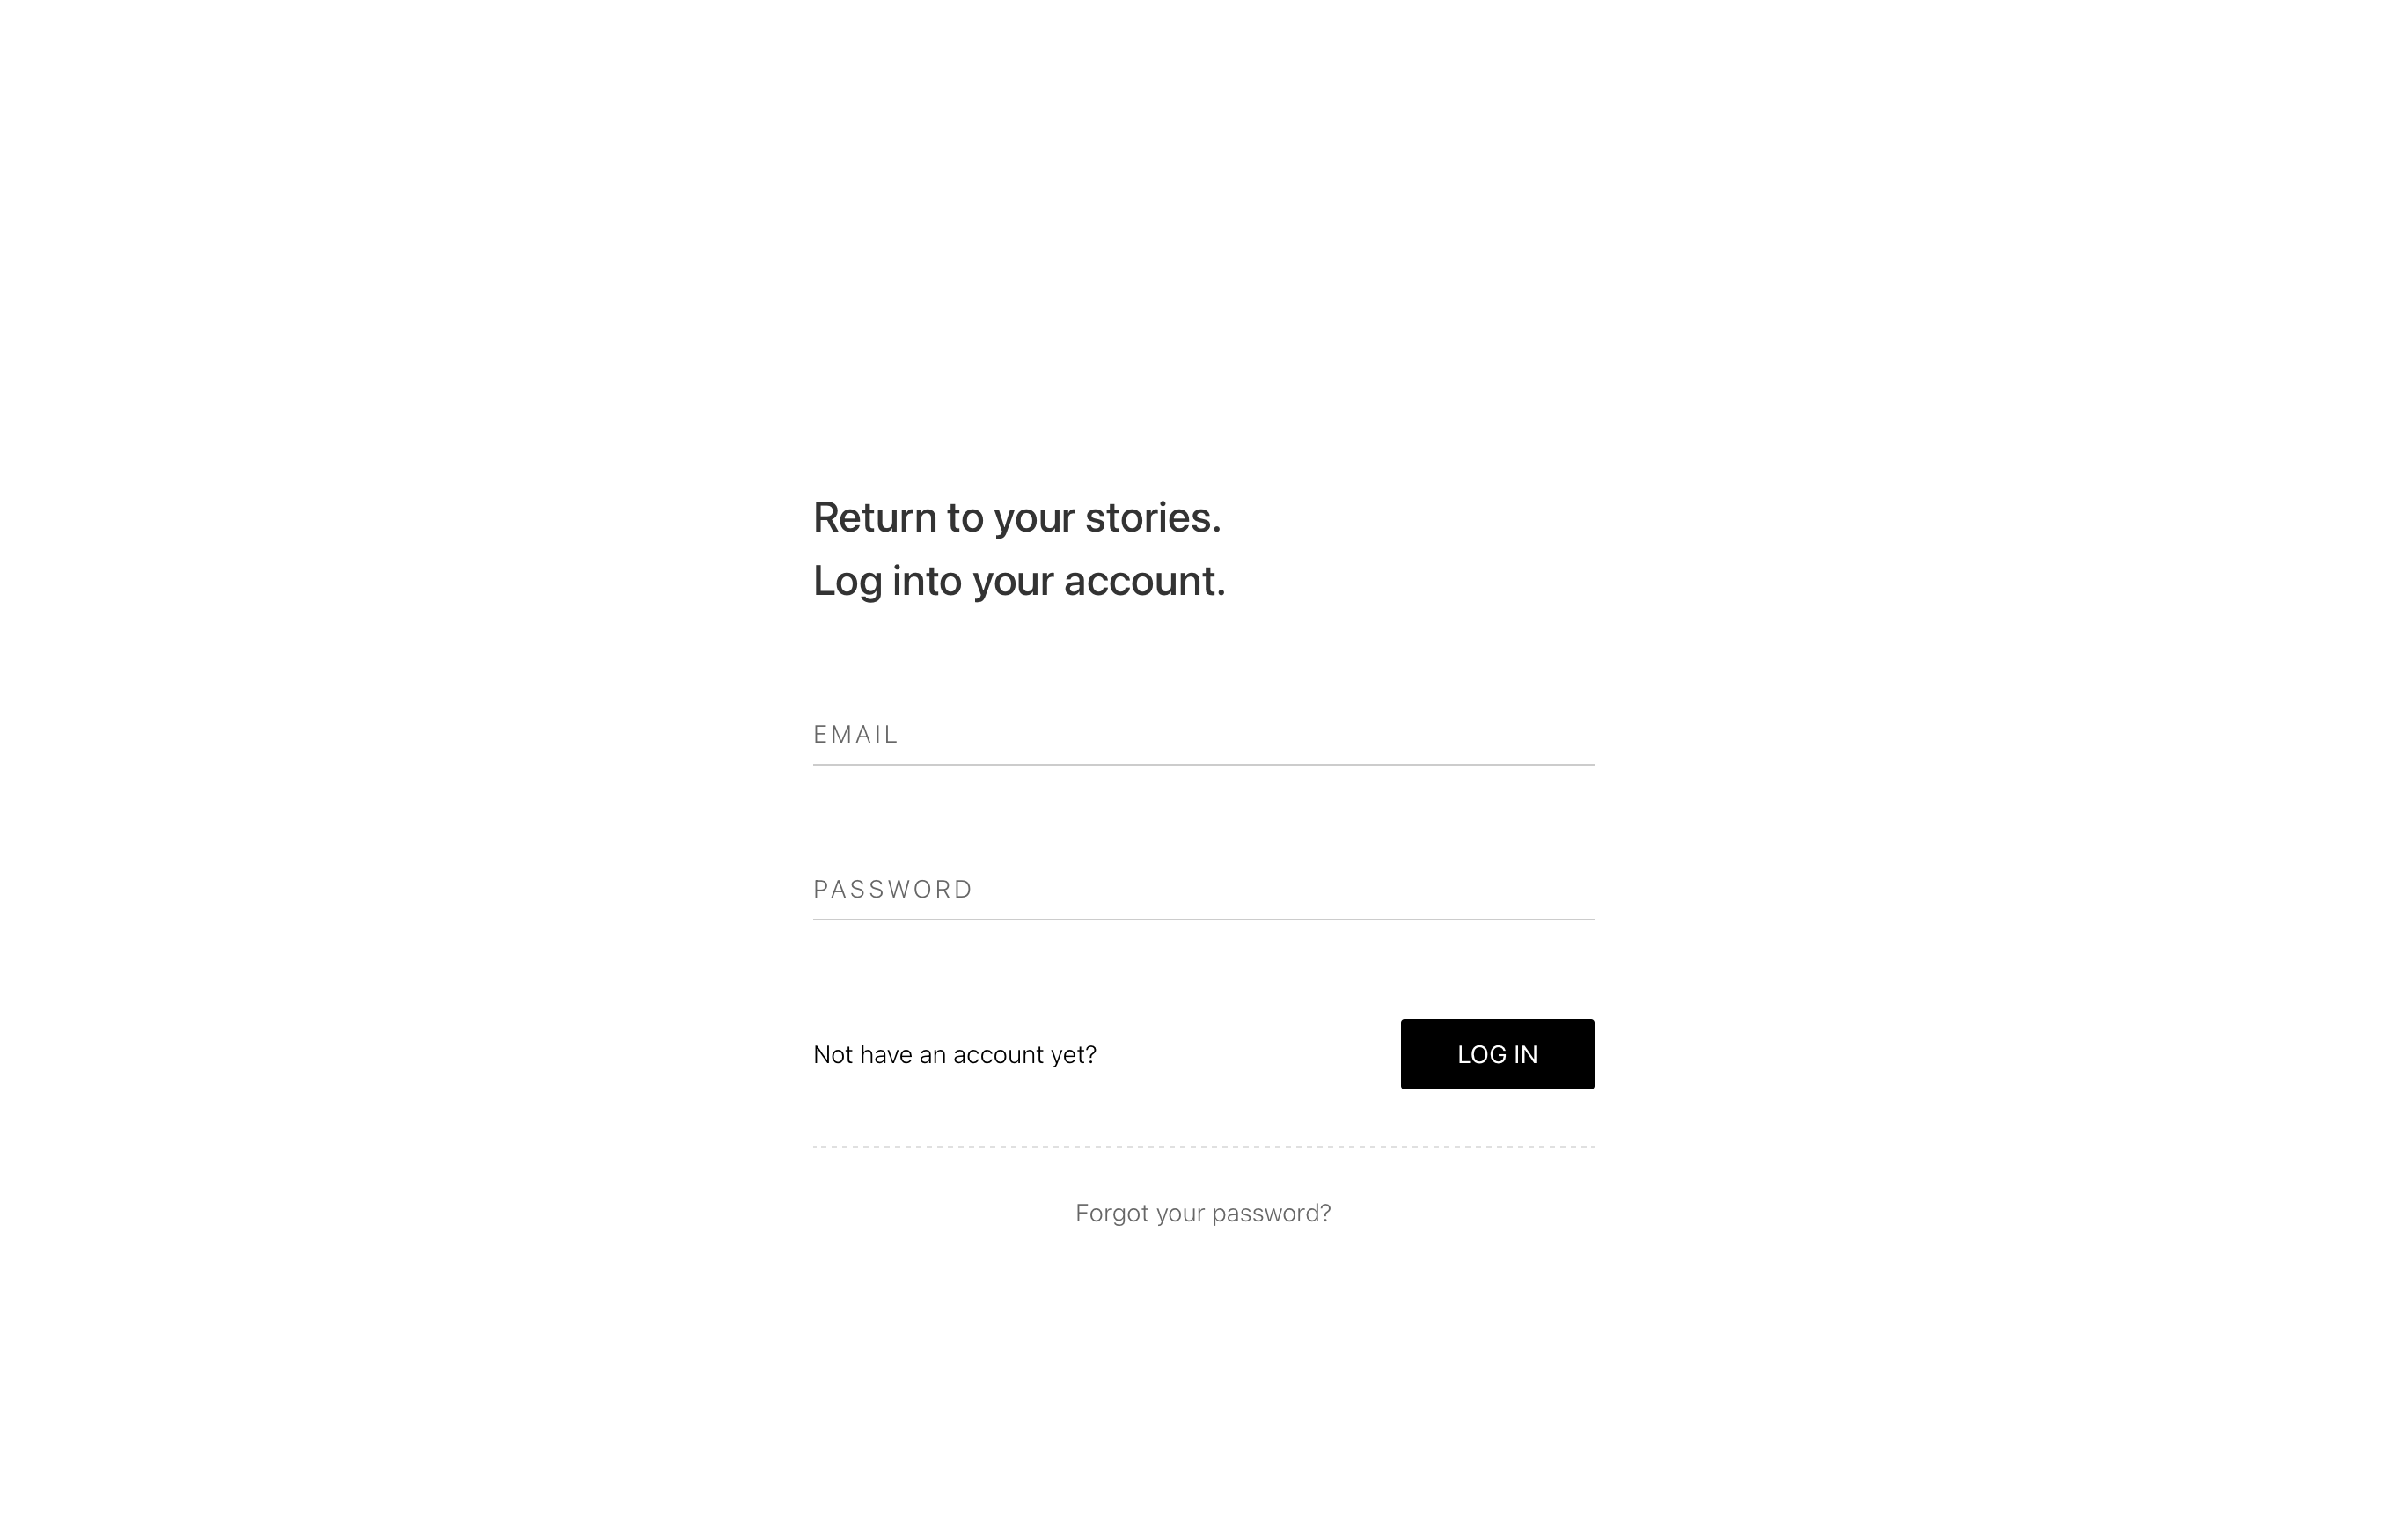 Return to your stories.
Log into your account.
EMAIL
PASSWORD
Not have an account yet?
LOG IN
Forgot your password?